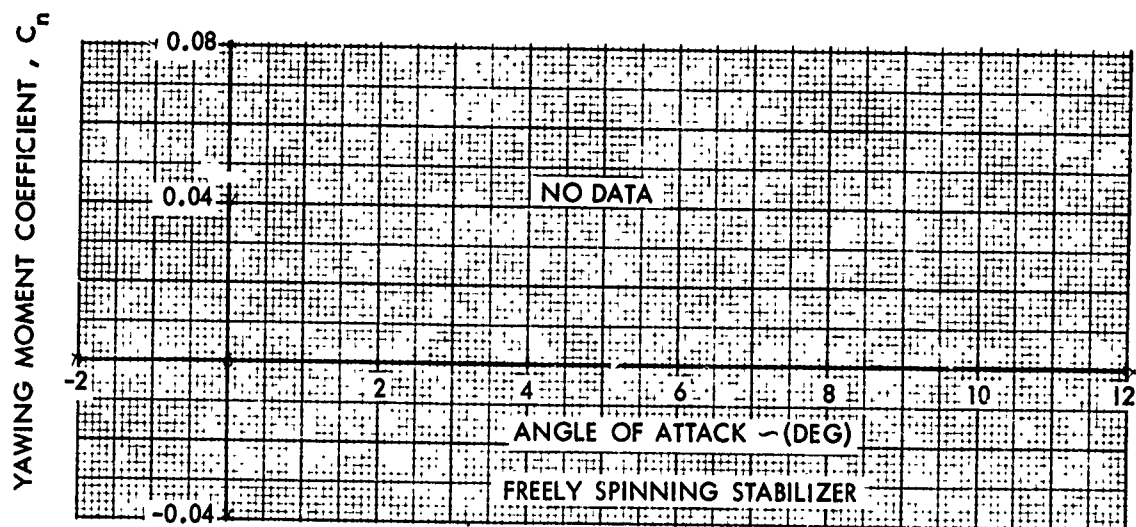 YAWING MOMENT COEFFICIENT , Cn
0.08
0.04
NO DATA
-2 2 4 6 8 10 12
ANGLE OF ATTACK ~(DEG)
FREELY SPINNING STABILIZER
-0.04